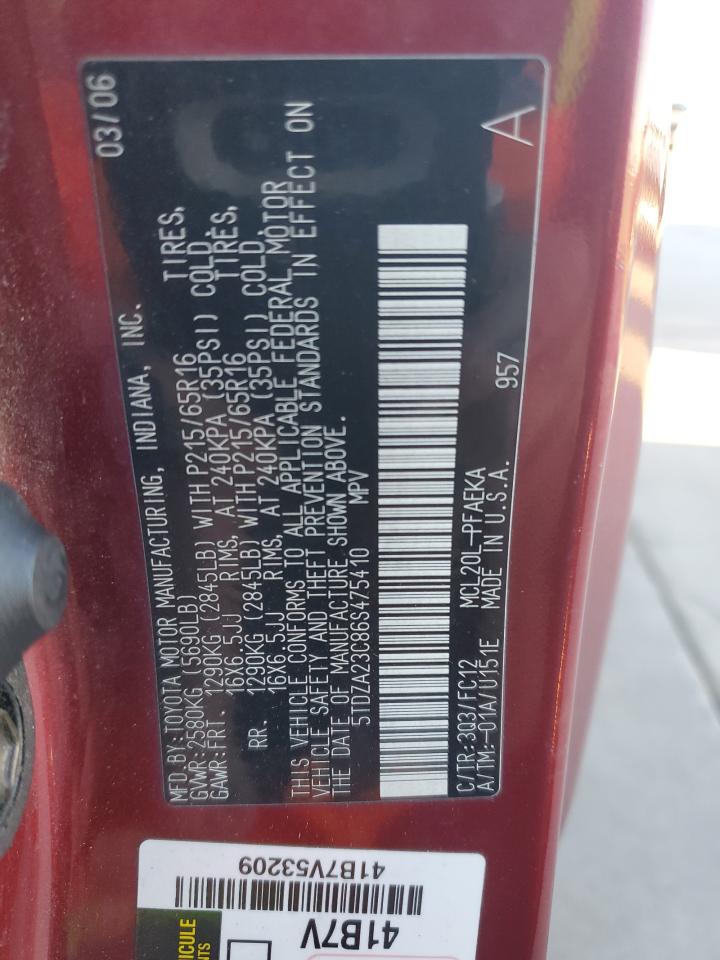 MFD.BY:TOYOTA MOTOR MANUFACTURING, INDIANA, INC. 03/06
GVWR:2580KG (5690LB)
GAWR:FRT. 1290KG (2845LB) WITH P215/65R16 TIRES,
16X6.5JJ RIMS, AT 240KPA (35PSI) COLD.
RR. 1290KG (2845LB) WITH P215/65R16 TIRES,
16X6.5JJ RIMS, AT 240KPA (35PSI) COLD.
THIS VEHICLE CONFORMS TO ALL APPLICABLE FEDERAL MOTOR
VEHICLE SAFETY AND THEFT PREVENTION STANDARDS IN EFFECT ON
THE DATE OF MANUFACTURE SHOWN ABOVE.
5TDZA23C86S475410 MPV
C/TR:3Q3/FC12 MCL20L-PFAEKA 957 A
A/TM:-01A/U151E MADE IN U.S.A.
41B7V
41B7V53209